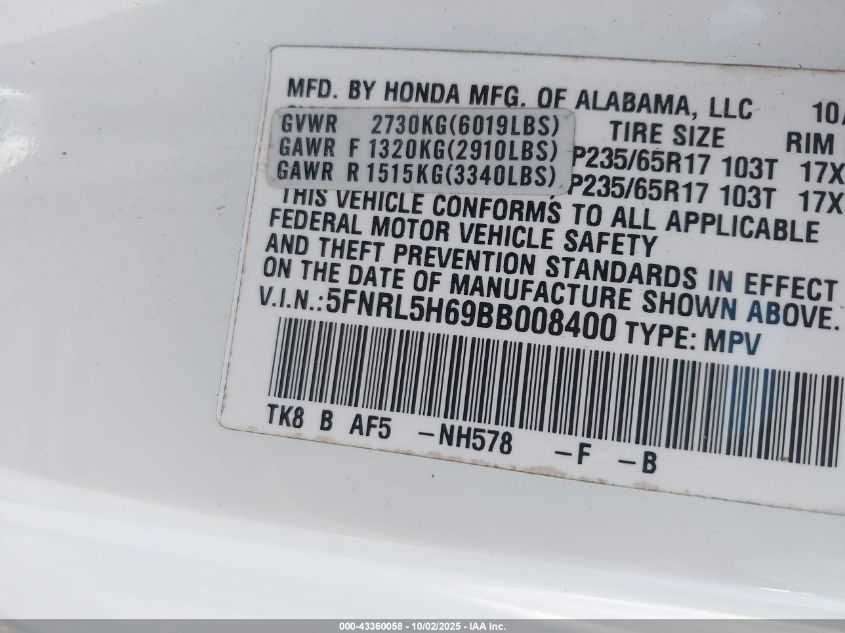 MFD. BY HONDA MFG. OF ALABAMA, LLC 10/
GVWR 2730KG(6019LBS) TIRE SIZE RIM
GAWR F 1320KG(2910LBS) P235/65R17 103T 17X
GAWR R 1515KG(3340LBS) P235/65R17 103T 17X
THIS VEHICLE CONFORMS TO ALL APPLICABLE
FEDERAL MOTOR VEHICLE SAFETY
AND THEFT PREVENTION STANDARDS IN EFFECT
ON THE DATE OF MANUFACTURE SHOWN ABOVE.
V.I.N.: 5FNRL5H69BB008400 TYPE: MPV
TK8 B AF5 -NH578 -F -B
000-43360058 - 10/02/2025 - IAA Inc.